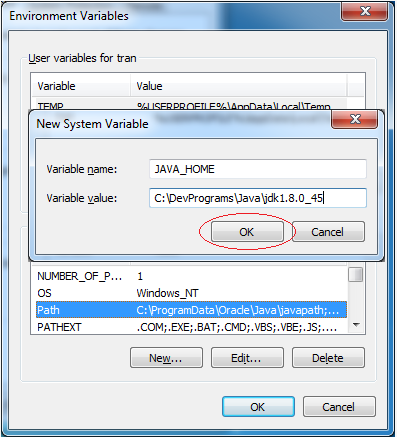 Environment Variables
User variables for tran
Variable Value
TEMP %USERPROFILE%\AppData\Local\Temp
New System Variable
Variable name: JAVA_HOME
Variable value: C:\DevPrograms\Java\jdk1.8.0_45
OK Cancel
NUMBER_OF_P... 1
OS Windows_NT
Path C:\ProgramData\Oracle\Java\javapath;...
PATHEXT .COM;.EXE;.BAT;.CMD;.VBS;.VBE;.JS;....
New... Edit... Delete
OK Cancel